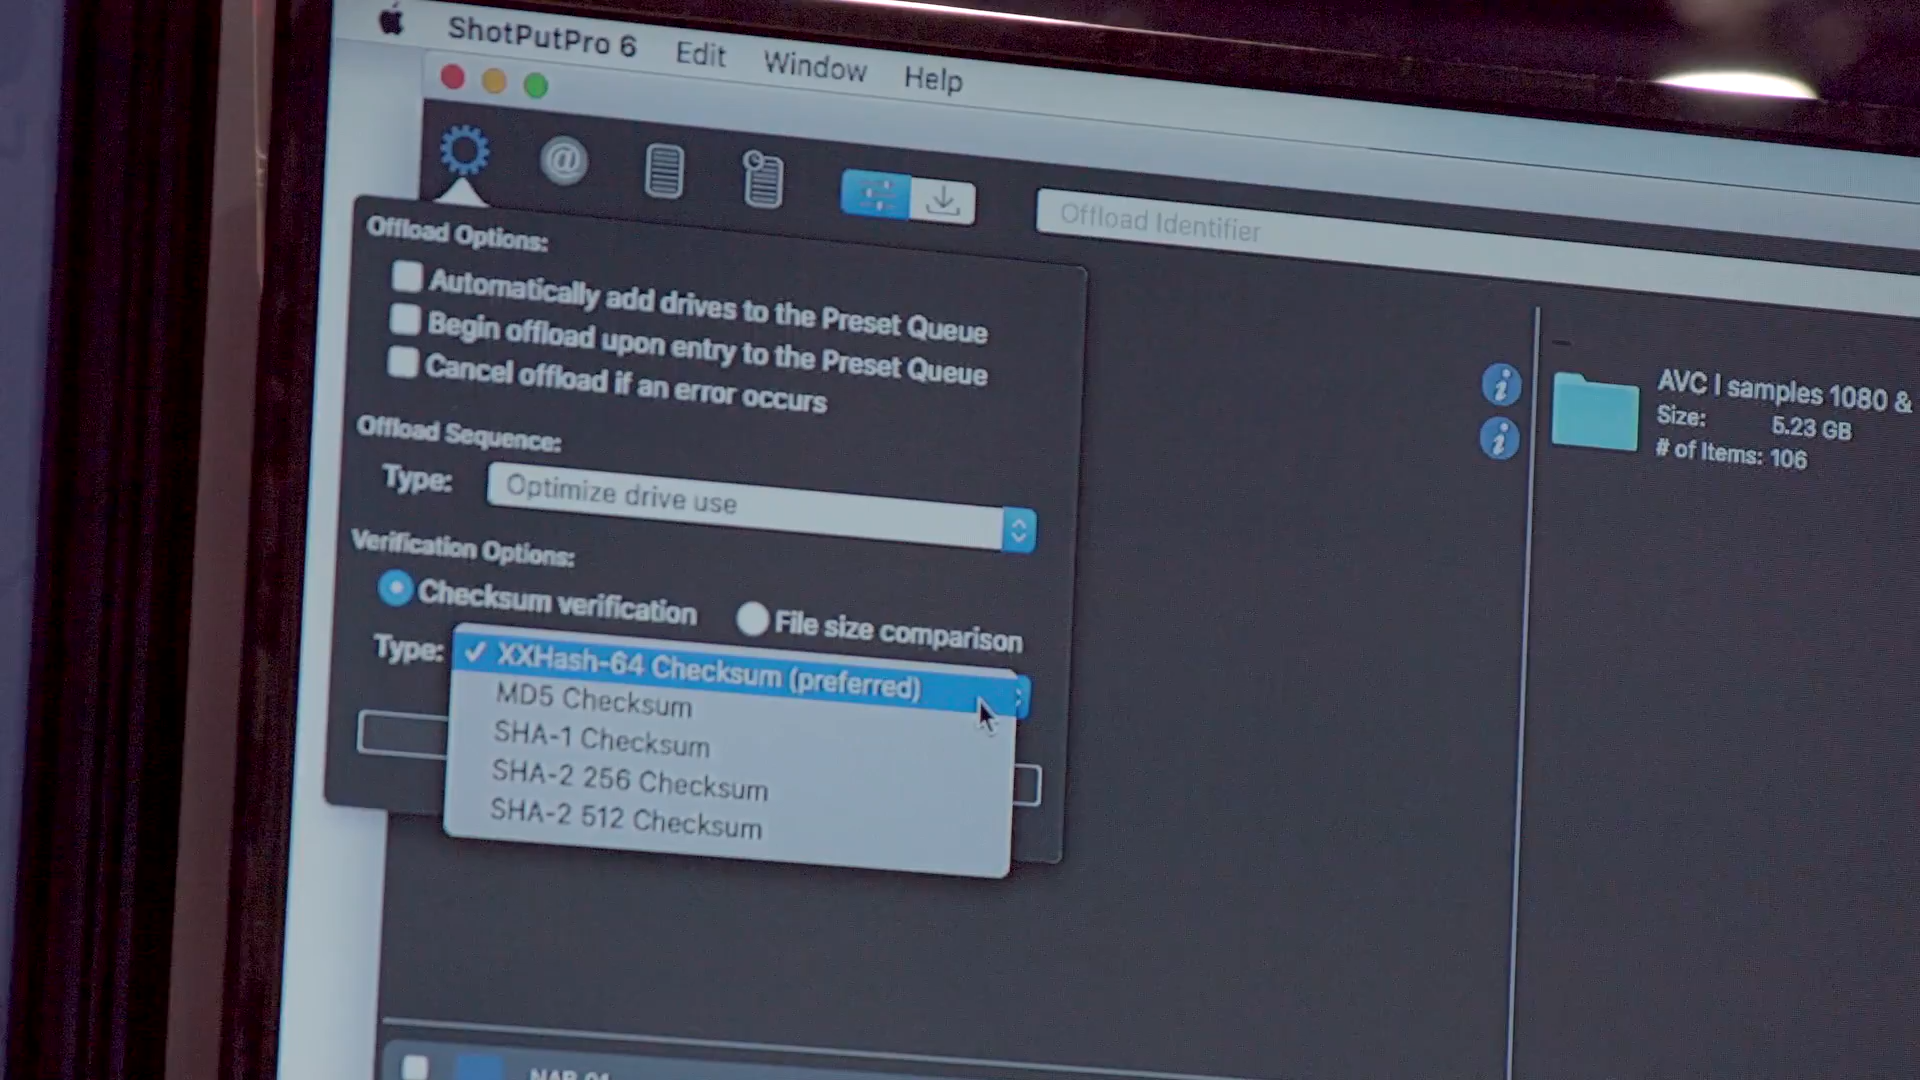 ShotPutPro 6 Edit Window Help
@
Offload Identifier
Offload Options:
Automatically add drives to the Preset Queue
Begin offload upon entry to the Preset Queue
Cancel offload if an error occurs
Offload Sequence:
Type: Optimize drive use
Verification Options:
Checksum verification File size comparison
Type: ✓ XXHash-64 Checksum (preferred)
MD5 Checksum
SHA-1 Checksum
SHA-2 256 Checksum
SHA-2 512 Checksum
i
i
AVC I samples 1080 &
Size: 5.23 GB
# of Items: 106